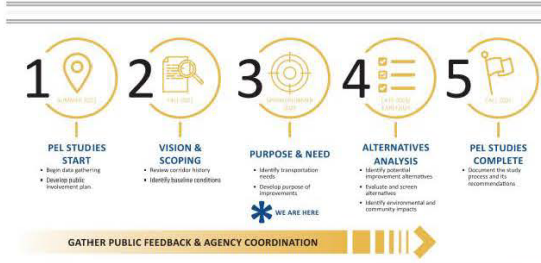 1
2
3
4
5
SUMMER 2021
FALL 2021
PEL STUDIES
START
VISION &
SCOPING
PURPOSE & NEED
ALTERNATIVES
ANALYSIS
PEL STUDIES
COMPLETE
• Begin data gathering
• Develop public
involvement plan
• Review corridor history
• Identify baseline conditions
• Identify transportation
needs
• Develop purpose of
improvements
• Identify potential
improvement alternatives
• Evaluate and screen
alternatives
• Identify environmental and
community impacts
• Document the study
process and its
recommendations
WE ARE HERE
GATHER PUBLIC FEEDBACK & AGENCY COORDINATION